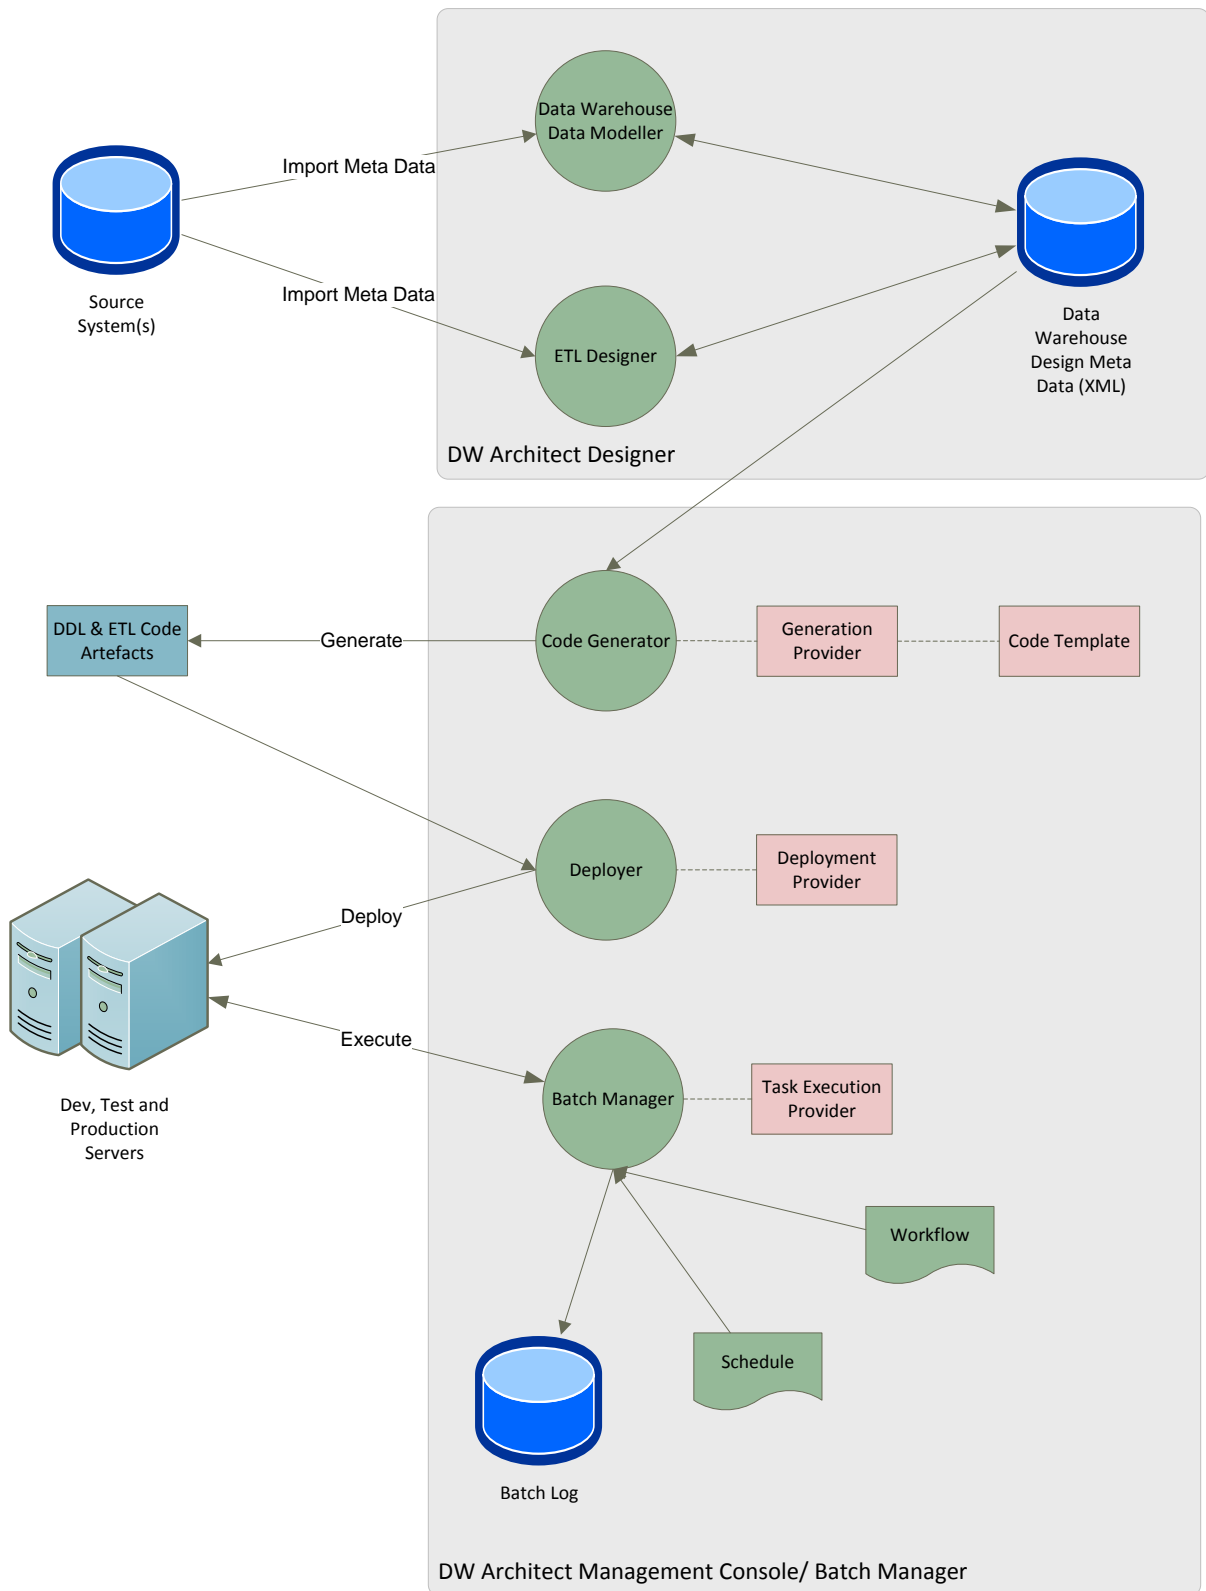 Data Warehouse
Data Modeller
Import Meta Data
Source
System(s)
Import Meta Data
ETL Designer
Data
Warehouse
Design Meta
Data (XML)
DW Architect Designer
DDL & ETL Code
Artefacts
Generate
Code Generator
Generation
Provider
Code Template
Deployer
Deployment
Provider
Deploy
Execute
Dev, Test and
Production
Servers
Batch Manager
Task Execution
Provider
Workflow
Schedule
Batch Log
DW Architect Management Console/ Batch Manager